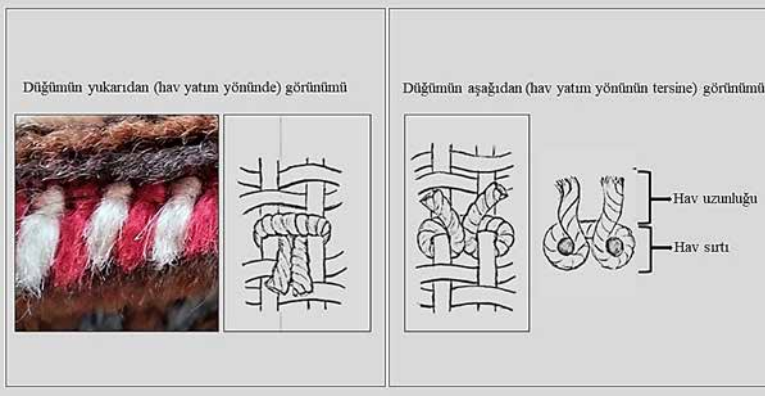 Düğümün yukarıdan (hav yatım yönünde) görünümü
Düğümün aşağıdan (hav yatım yönünün tersine) görünümü
Hav uzunluğu
Hav sırtı